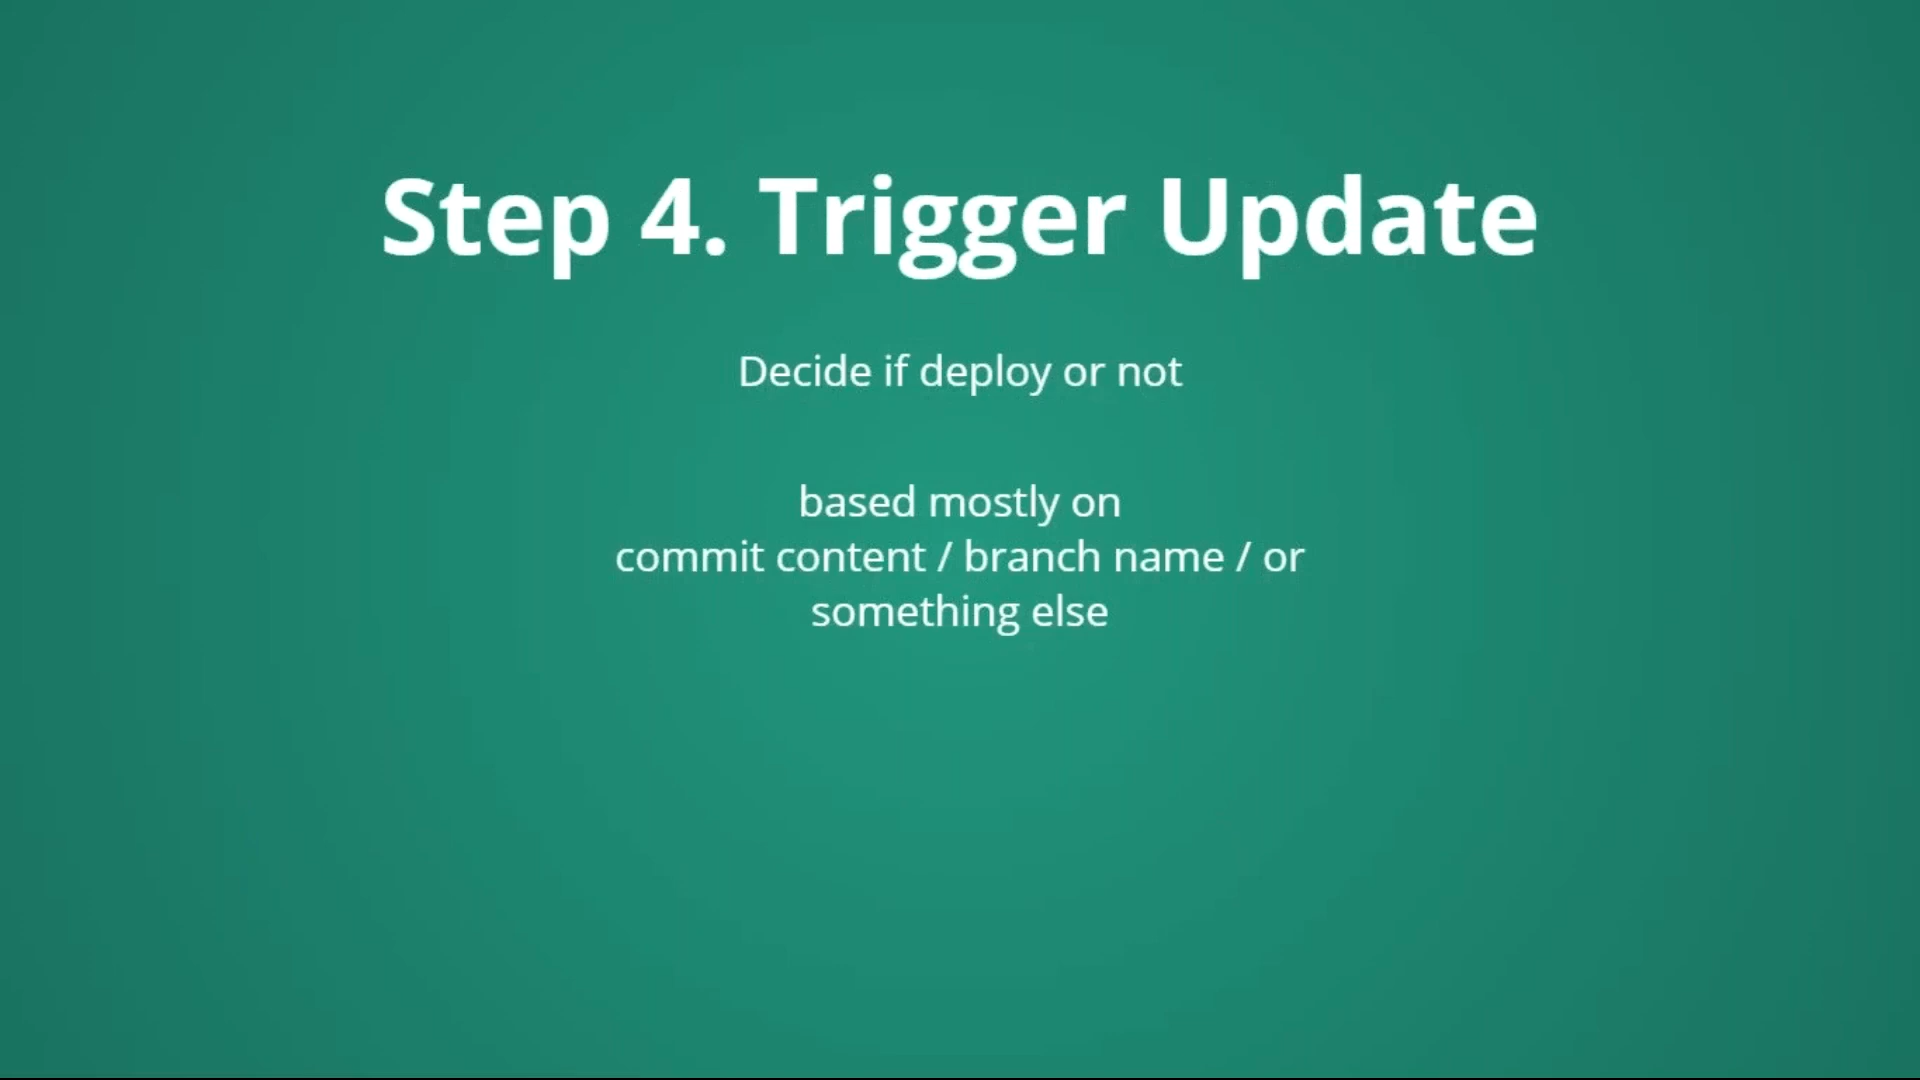 Step 4. Trigger Update
Decide if deploy or not
based mostly on
commit content / branch name / or
something else